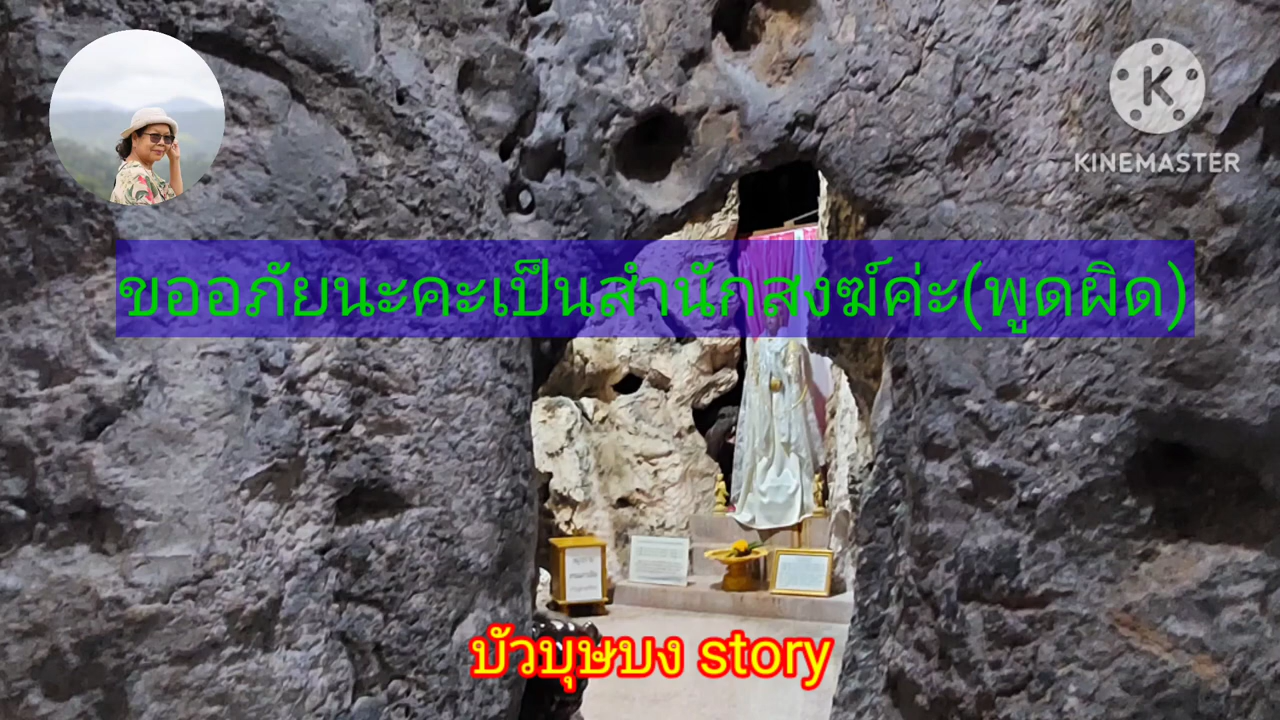 KINEMASTER
ขออภัยนะคะเป็นสำนักสงฆ์ค่ะ(พูดผิด)
บัวบุษบง story